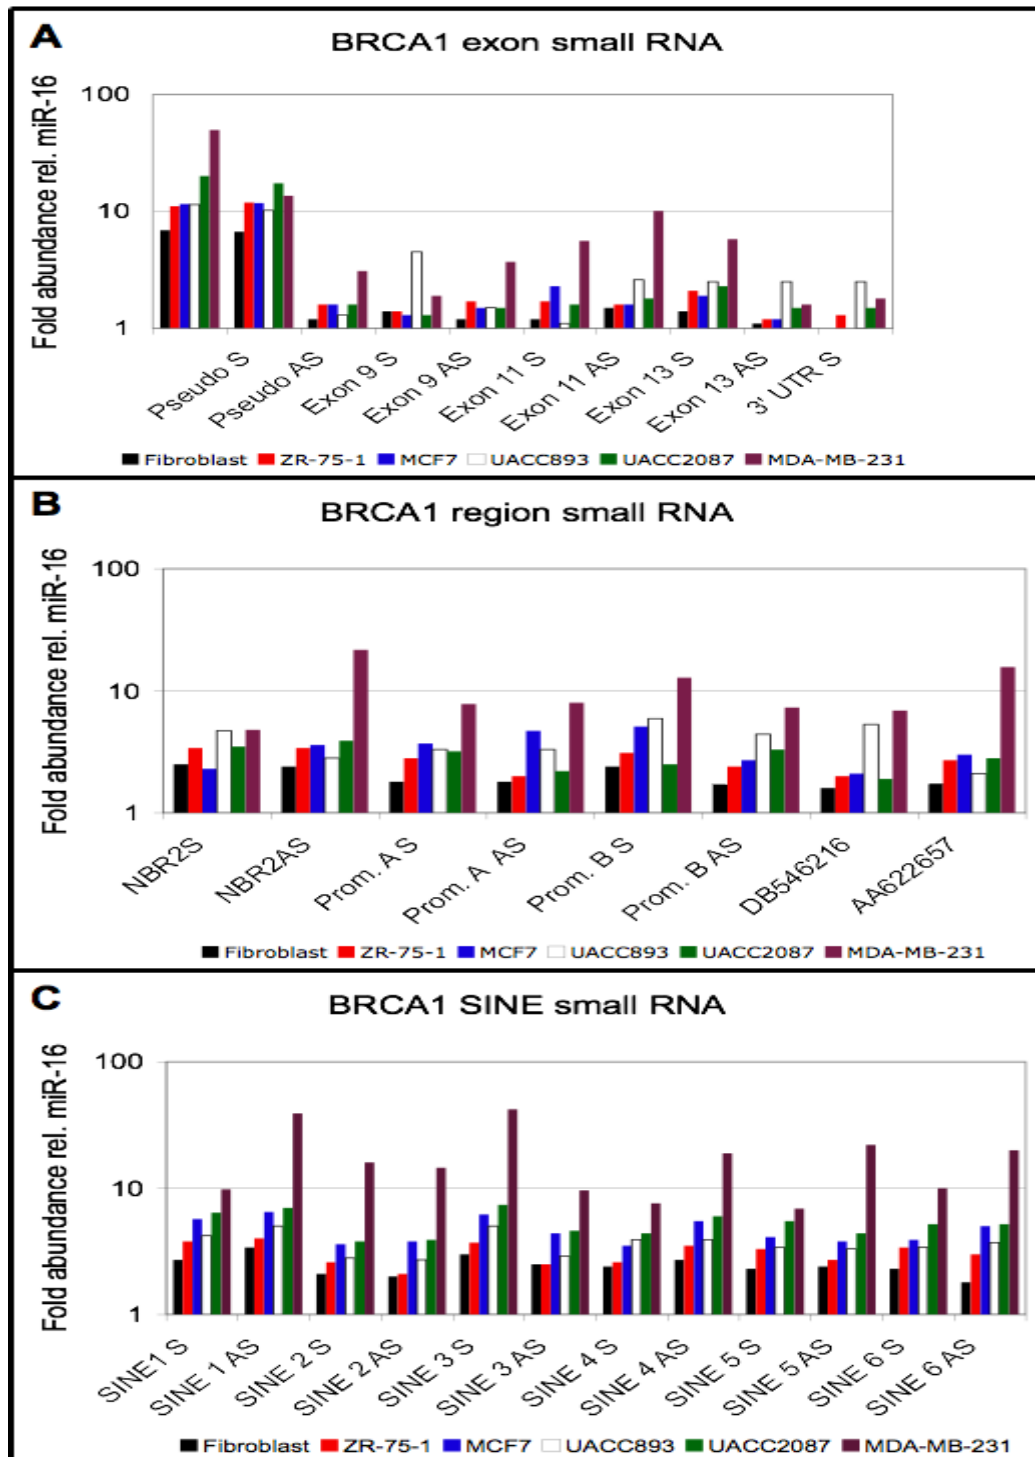 A
BRCA1 exon small RNA
Fold abundance rel. miR-16
100
10
1
Pseudo S
Pseudo AS
Exon 9 S
Exon 9 AS
Exon 11 S
Exon 11 AS
Exon 13 S
Exon 13 AS
3' UTR S
Fibroblast ZR-75-1 MCF7 UACC893 UACC2087 MDA-MB-231
B
BRCA1 region small RNA
Fold abundance rel. miR-16
100
10
1
NBR2S
NBR2AS
Prom. A S
Prom. A AS
Prom. B S
Prom. B AS
DB546216
AA622657
Fibroblast ZR-75-1 MCF7 UACC893 UACC2087 MDA-MB-231
C
BRCA1 SINE small RNA
Fold abundance rel. miR-16
100
10
1
SINE1 S
SINE 1 AS
SINE 2 S
SINE 2 AS
SINE 3 S
SINE 3 AS
SINE 4 S
SINE 4 AS
SINE 5 S
SINE 5 AS
SINE 6 S
SINE 6 AS
Fibroblast ZR-75-1 MCF7 UACC893 UACC2087 MDA-MB-231